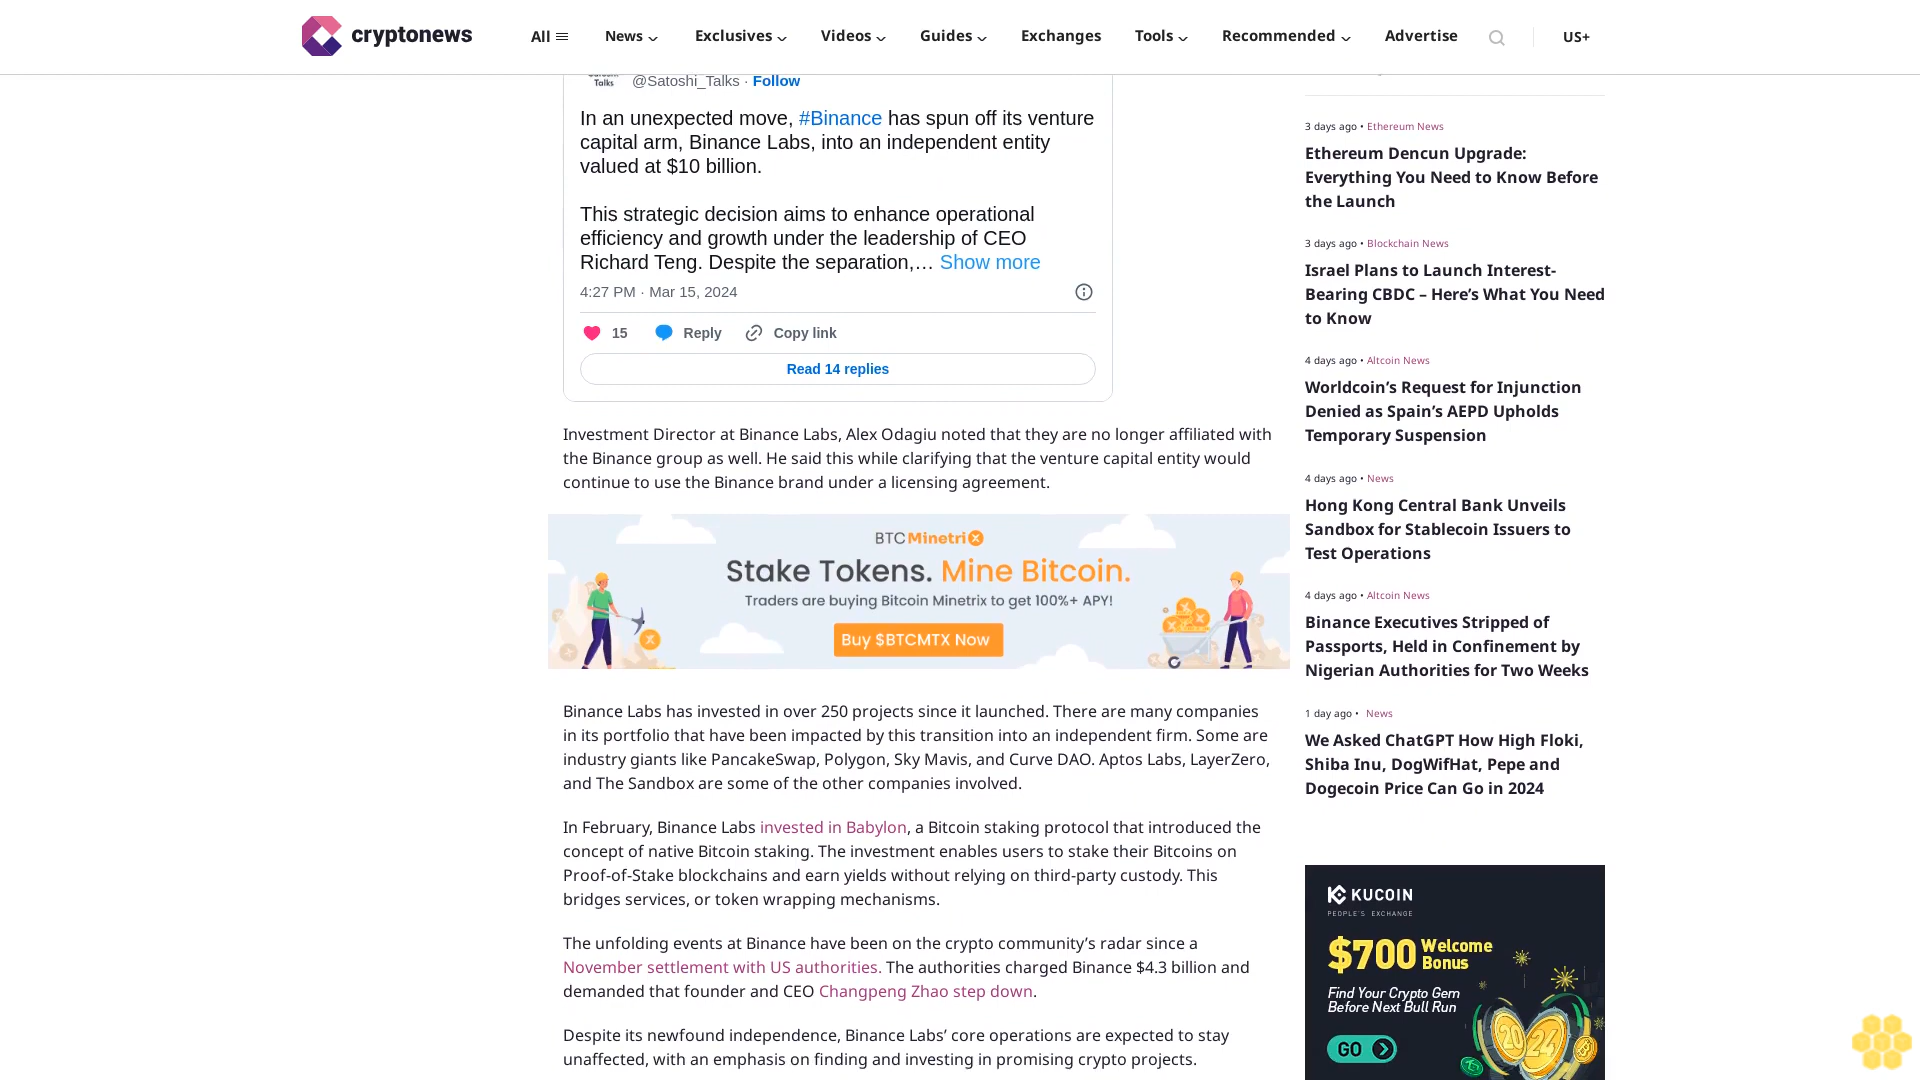 cryptonews
All
News
Exclusives
Videos
Guides
Exchanges
Tools
Recommended
Advertise
US+
Talks
@Satoshi_Talks · Follow
In an unexpected move, #Binance has spun off its venture
capital arm, Binance Labs, into an independent entity
valued at $10 billion.
This strategic decision aims to enhance operational
efficiency and growth under the leadership of CEO
Richard Teng. Despite the separation,… Show more
4:27 PM · Mar 15, 2024
15
Reply
Copy link
Read 14 replies
Investment Director at Binance Labs, Alex Odagiu noted that they are no longer affiliated with
the Binance group as well. He said this while clarifying that the venture capital entity would
continue to use the Binance brand under a licensing agreement.
BTC Minetrix
Stake Tokens. Mine Bitcoin.
Traders are buying Bitcoin Minetrix to get 100%+ APY!
Buy $BTCMTX Now
Binance Labs has invested in over 250 projects since it launched. There are many companies
in its portfolio that have been impacted by this transition into an independent firm. Some are
industry giants like PancakeSwap, Polygon, Sky Mavis, and Curve DAO. Aptos Labs, LayerZero,
and The Sandbox are some of the other companies involved.
In February, Binance Labs invested in Babylon, a Bitcoin staking protocol that introduced the
concept of native Bitcoin staking. The investment enables users to stake their Bitcoins on
Proof-of-Stake blockchains and earn yields without relying on third-party custody. This
bridges services, or token wrapping mechanisms.
The unfolding events at Binance have been on the crypto community’s radar since a
November settlement with US authorities. The authorities charged Binance $4.3 billion and
demanded that founder and CEO Changpeng Zhao step down.
Despite its newfound independence, Binance Labs’ core operations are expected to stay
unaffected, with an emphasis on finding and investing in promising crypto projects.
3 days ago • Ethereum News
Ethereum Dencun Upgrade:
Everything You Need to Know Before
the Launch
3 days ago • Blockchain News
Israel Plans to Launch Interest-
Bearing CBDC – Here’s What You Need
to Know
4 days ago • Altcoin News
Worldcoin’s Request for Injunction
Denied as Spain’s AEPD Upholds
Temporary Suspension
4 days ago • News
Hong Kong Central Bank Unveils
Sandbox for Stablecoin Issuers to
Test Operations
4 days ago • Altcoin News
Binance Executives Stripped of
Passports, Held in Confinement by
Nigerian Authorities for Two Weeks
1 day ago • News
We Asked ChatGPT How High Floki,
Shiba Inu, DogWifHat, Pepe and
Dogecoin Price Can Go in 2024
KUCOIN
PEOPLE'S EXCHANGE
$700 Welcome
Bonus
Find Your Crypto Gem
Before Next Bull Run
GO
20 24